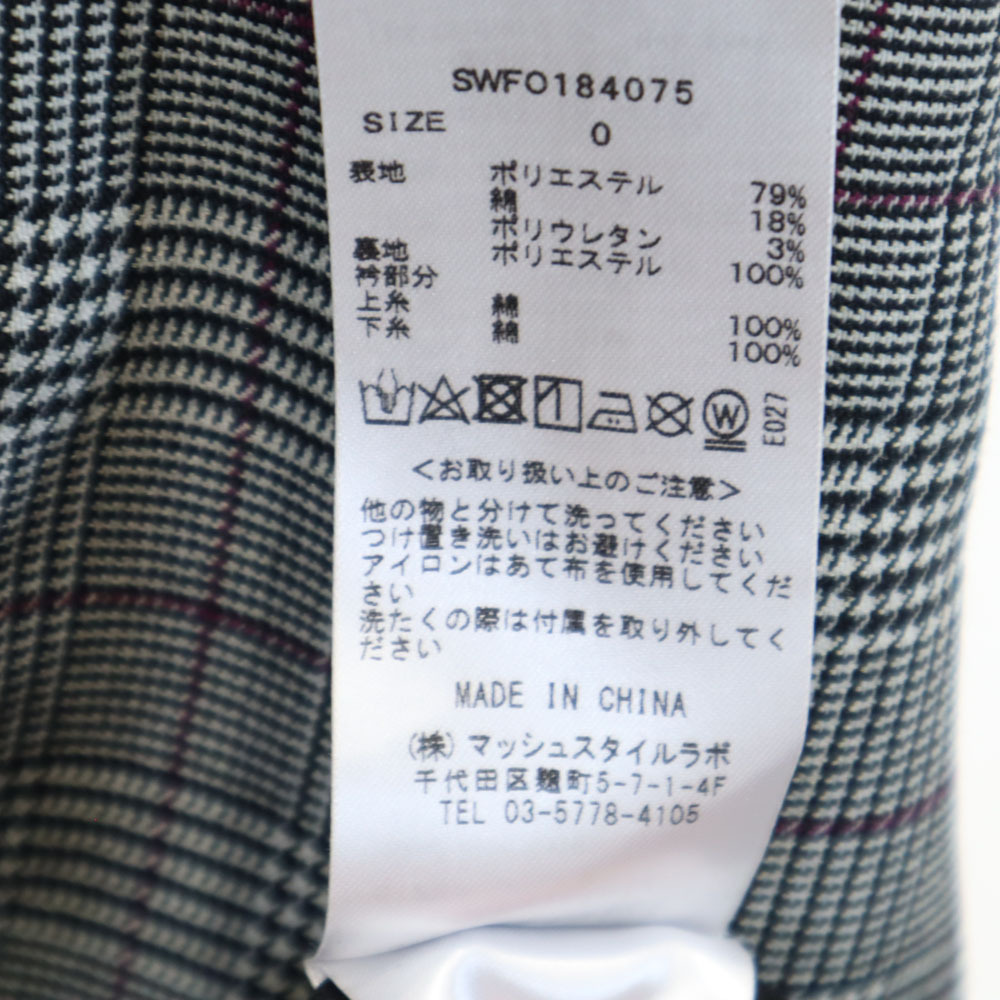 SWFO184075
SIZE 0
表地 ポリエステル 79%
綿 18%
ポリウレタン 3%
裏地 ポリエステル 100%
衿部分
上糸 綿 100%
下糸 綿 100%
W E027
<お取り扱い上のご注意>
他の物と分けて洗ってください
つけ置き洗いはお避けください
アイロンはあて布を使用してくだ
さい
洗たくの際は付属を取り外してく
ださい
MADE IN CHINA
(株)マッシュスタイルラボ
千代田区麹町5-7-1-4F
TEL 03-5778-4105